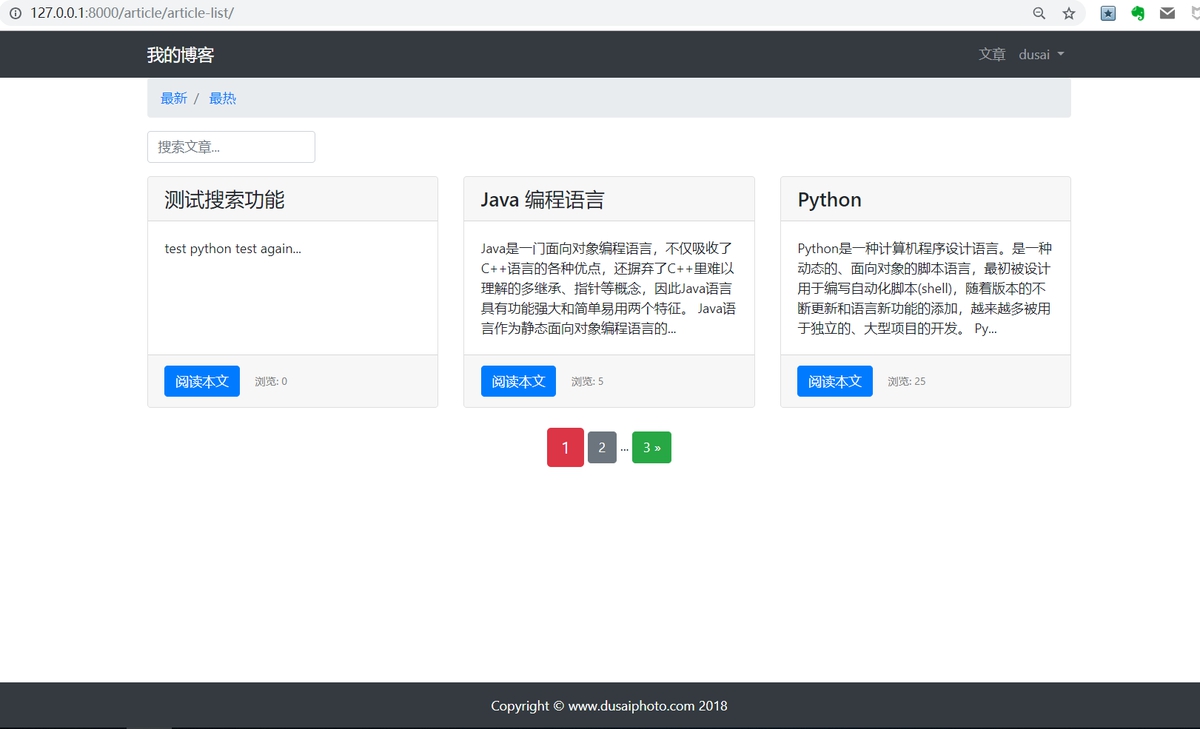 127.0.0.1:8000/article/article-list/
我的博客
文章 dusai
最新 / 最热
搜索文章...
测试搜索功能
test python test again...
阅读本文 浏览: 0
Java 编程语言
Java是一门面向对象编程语言，不仅吸收了
C++语言的各种优点，还摒弃了C++里难以
理解的多继承、指针等概念，因此Java语言
具有功能强大和简单易用两个特征。 Java语
言作为静态面向对象编程语言的...
阅读本文 浏览: 5
Python
Python是一种计算机程序设计语言。是一种
动态的、面向对象的脚本语言，最初被设计
用于编写自动化脚本(shell)，随着版本的不
断更新和语言新功能的添加，越来越多被用
于独立的、大型项目的开发。 Py...
阅读本文 浏览: 25
1 2 ... 3 »
Copyright © www.dusaiphoto.com 2018